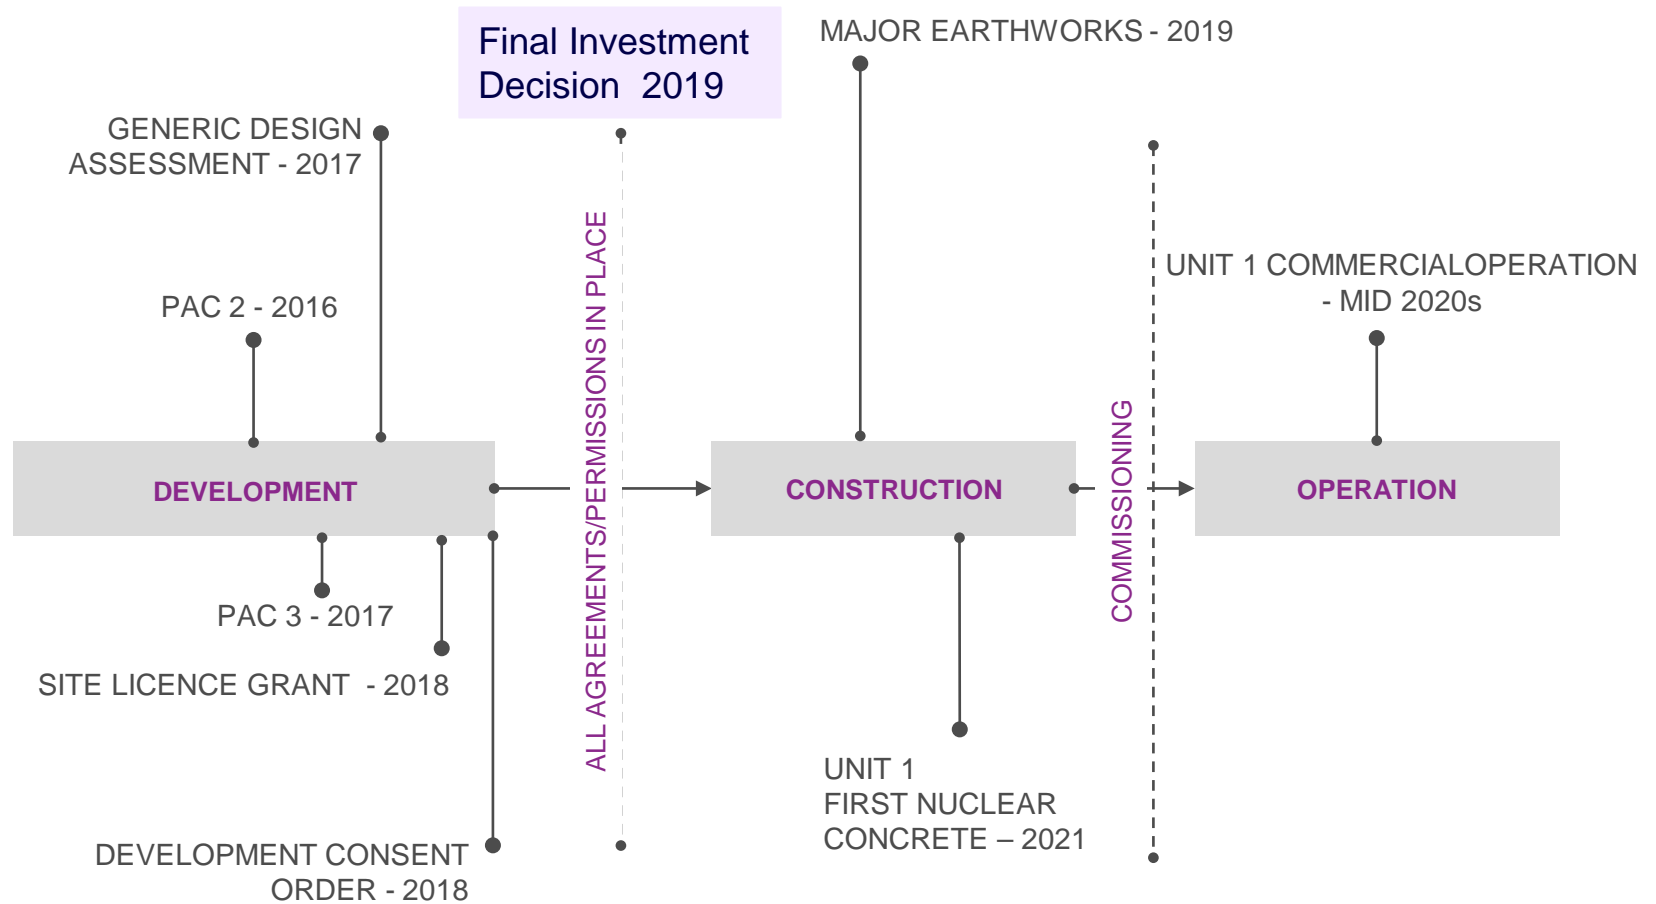 Final Investment
Decision 2019
MAJOR EARTHWORKS - 2019
GENERIC DESIGN
ASSESSMENT - 2017
PAC 2 - 2016
ALL AGREEMENTS/PERMISSIONS IN PLACE
UNIT 1 COMMERCIALOPERATION
- MID 2020s
COMMISSIONING
DEVELOPMENT
CONSTRUCTION
OPERATION
PAC 3 - 2017
SITE LICENCE GRANT - 2018
UNIT 1
FIRST NUCLEAR
CONCRETE – 2021
DEVELOPMENT CONSENT
ORDER - 2018